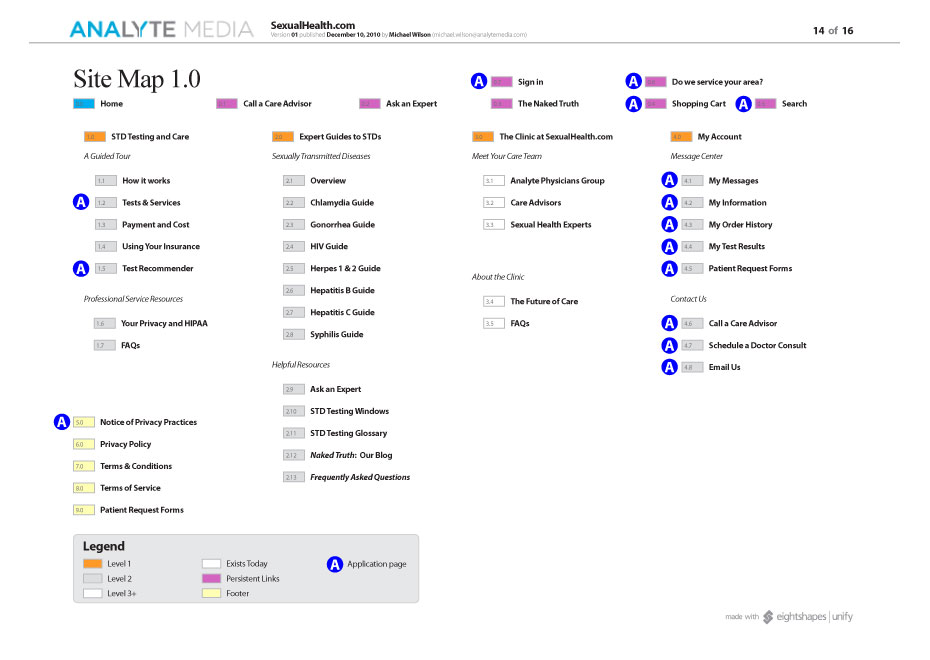 ANALYTE MEDIA
SexualHealth.com
Version 01 published December 10, 2010 by Michael Wilson (michael.wilson@analytemedia.com)
14 of 16
Site Map 1.0
A Sign in
A Do we service your area?
Home
0.1 Call a Care Advisor
0.2 Ask an Expert
The Naked Truth
A Shopping Cart
A Search
1.0 STD Testing and Care
A Guided Tour
1.1 How it works
A 1.2 Tests & Services
1.3 Payment and Cost
1.4 Using Your Insurance
A 1.5 Test Recommender
Professional Service Resources
1.6 Your Privacy and HIPAA
1.7 FAQs
2.0 Expert Guides to STDs
Sexually Transmitted Diseases
2.1 Overview
2.2 Chlamydia Guide
2.3 Gonorrhea Guide
2.4 HIV Guide
2.5 Herpes 1 & 2 Guide
2.6 Hepatitis B Guide
2.7 Hepatitis C Guide
2.8 Syphilis Guide
Helpful Resources
2.9 Ask an Expert
2.10 STD Testing Windows
2.11 STD Testing Glossary
2.12 Naked Truth: Our Blog
2.13 Frequently Asked Questions
3.0 The Clinic at SexualHealth.com
Meet Your Care Team
3.1 Analyte Physicians Group
3.2 Care Advisors
3.3 Sexual Health Experts
About the Clinic
3.4 The Future of Care
3.5 FAQs
4.0 My Account
Message Center
A 4.1 My Messages
A 4.2 My Information
A 4.3 My Order History
A 4.4 My Test Results
A 4.5 Patient Request Forms
Contact Us
A 4.6 Call a Care Advisor
A 4.7 Schedule a Doctor Consult
A 4.8 Email Us
A 5.0 Notice of Privacy Practices
6.0 Privacy Policy
7.0 Terms & Conditions
8.0 Terms of Service
9.0 Patient Request Forms
Legend
Level 1
Level 2
Level 3+
Exists Today
Persistent Links
Footer
A Application page
made with eightshapes | unify